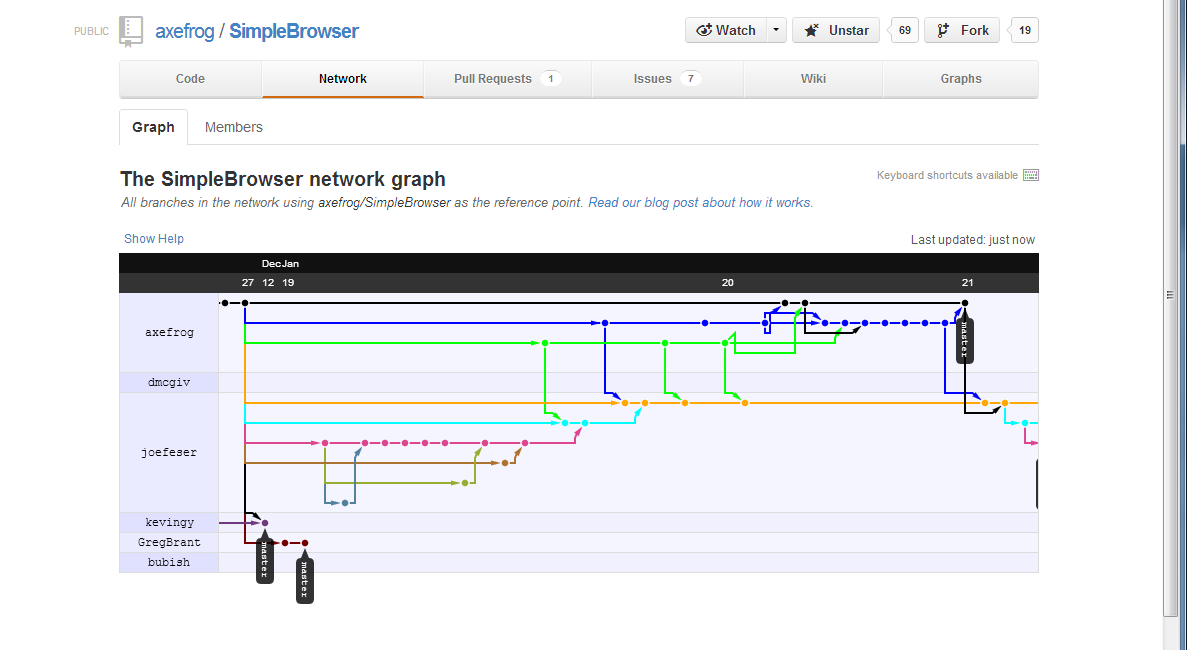 PUBLIC axefrog / SimpleBrowser Watch Unstar 69 Fork 19
Code Network Pull Requests 1 Issues 7 Wiki Graphs
Graph Members
The SimpleBrowser network graph Keyboard shortcuts available
All branches in the network using axefrog/SimpleBrowser as the reference point. Read our blog post about how it works.
Show Help Last updated: just now
Dec Jan
27 12 19 20 21
axefrog
master
dmcgiv
joefeser
kevingy
GregBrant
bubish
master
master